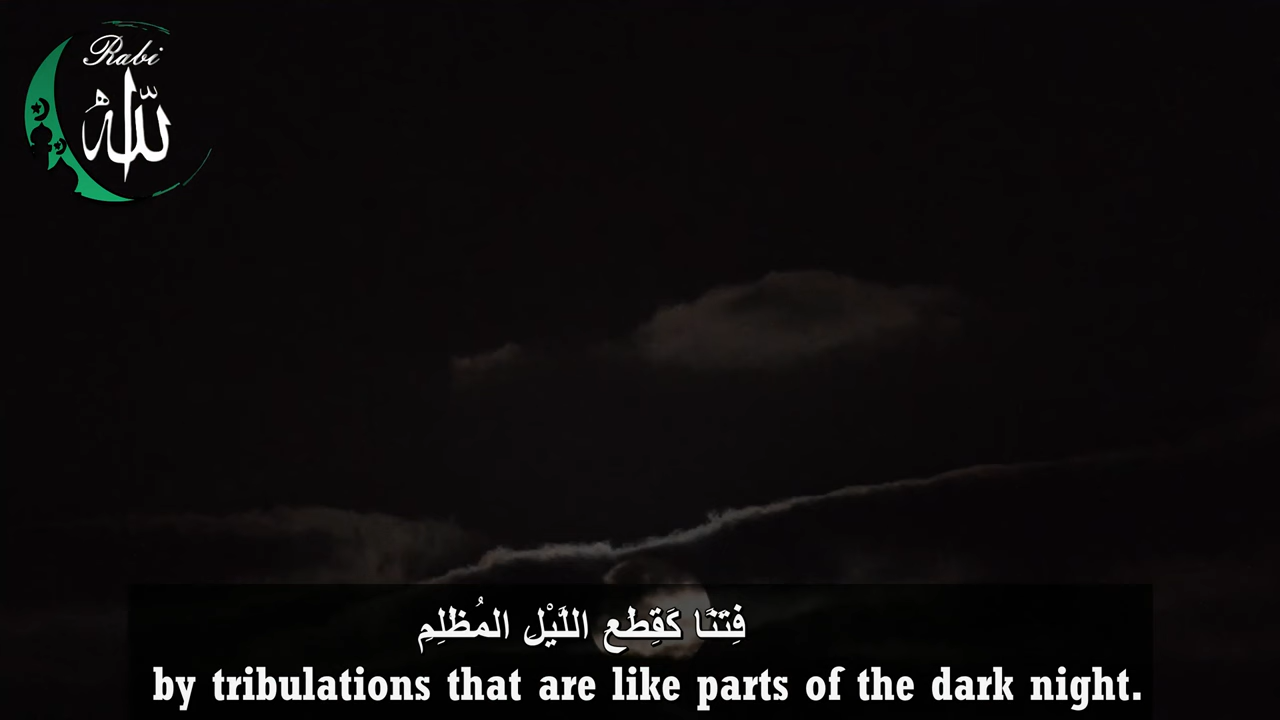 Rabi
الله
فِتَنًا كَقِطَعِ اللَّيْلِ المُظْلِمِ
by tribulations that are like parts of the dark night.